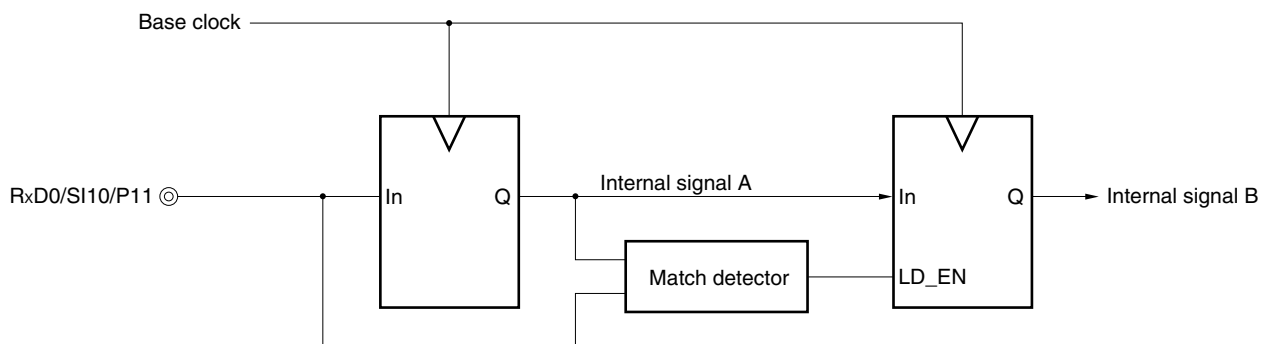 Base clock
RxD0/SI10/P11
In
Q
Internal signal A
In
Q
Internal signal B
Match detector
LD_EN